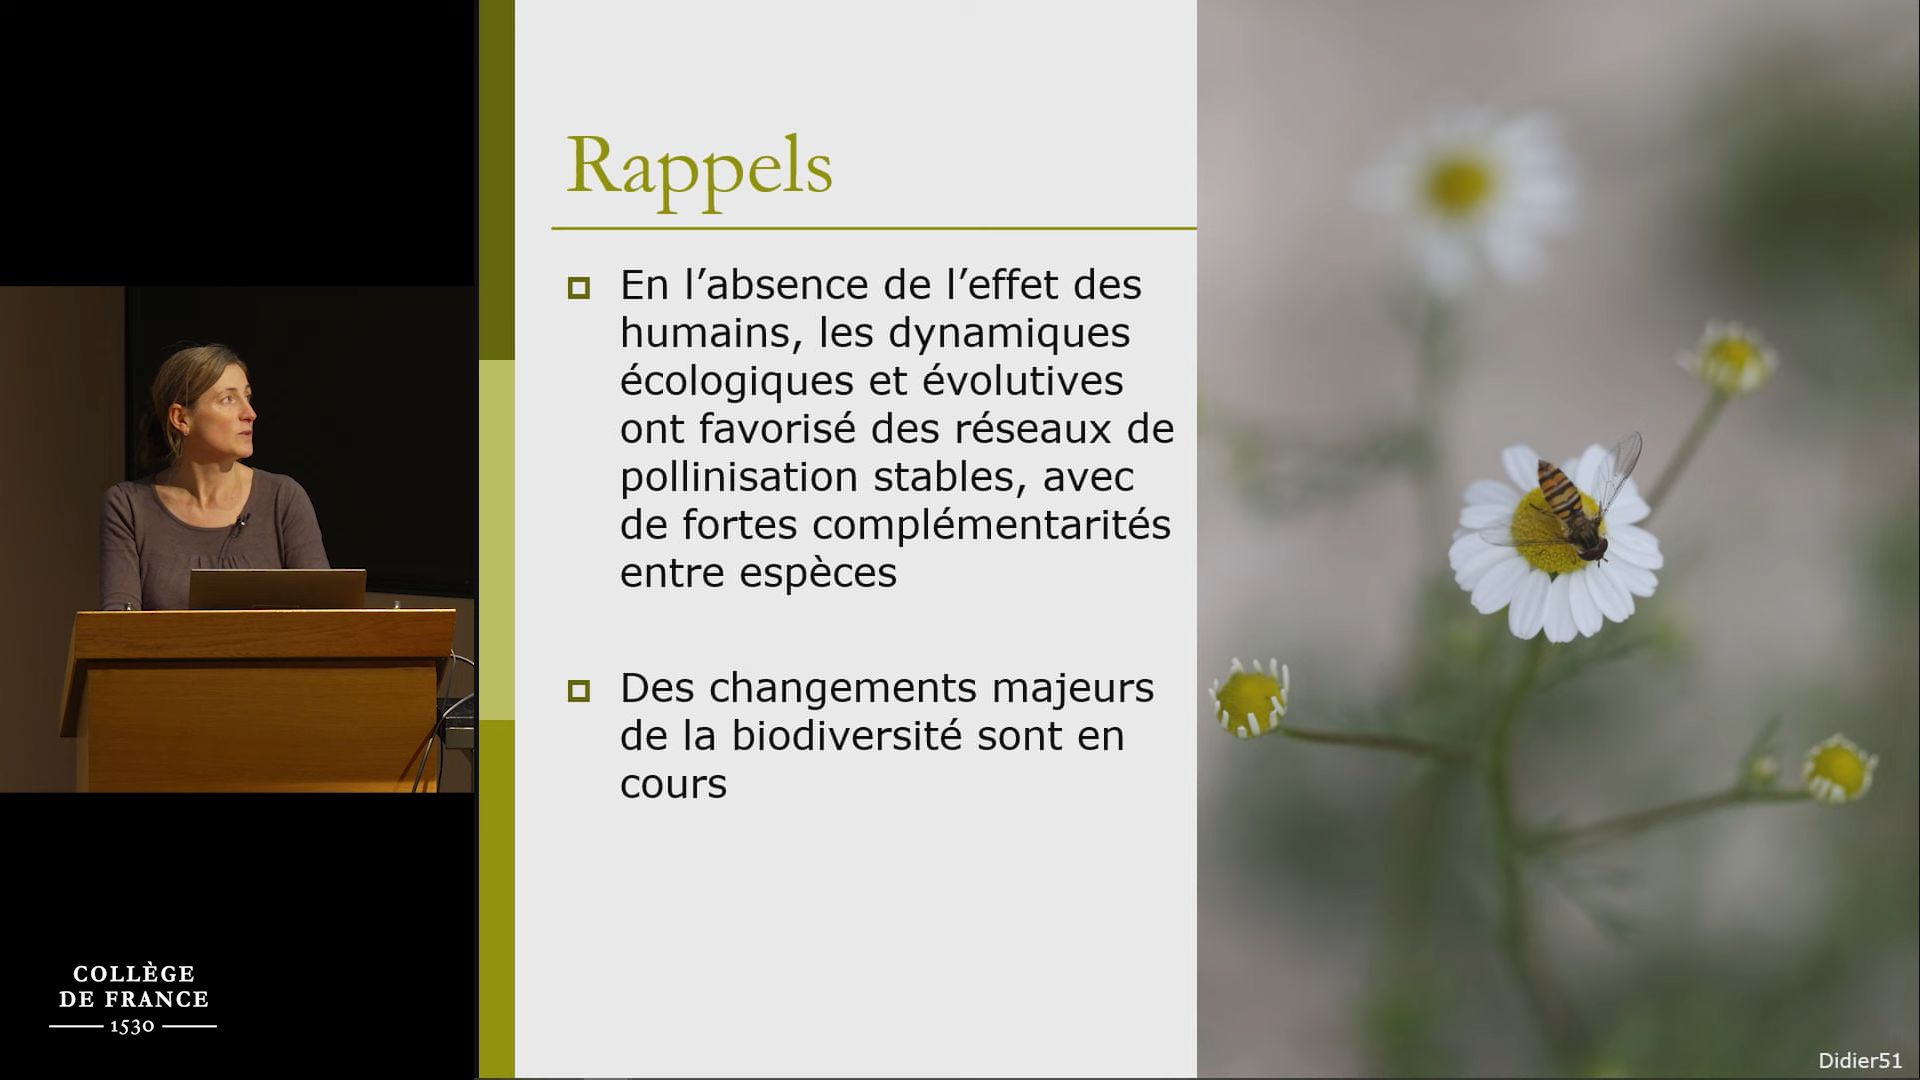 Rappels
En l’absence de l’effet des
humains, les dynamiques
écologiques et évolutives
ont favorisé des réseaux de
pollinisation stables, avec
de fortes complémentarités
entre espèces
Des changements majeurs
de la biodiversité sont en
cours
COLLÈGE
DE FRANCE
1530
Didier51